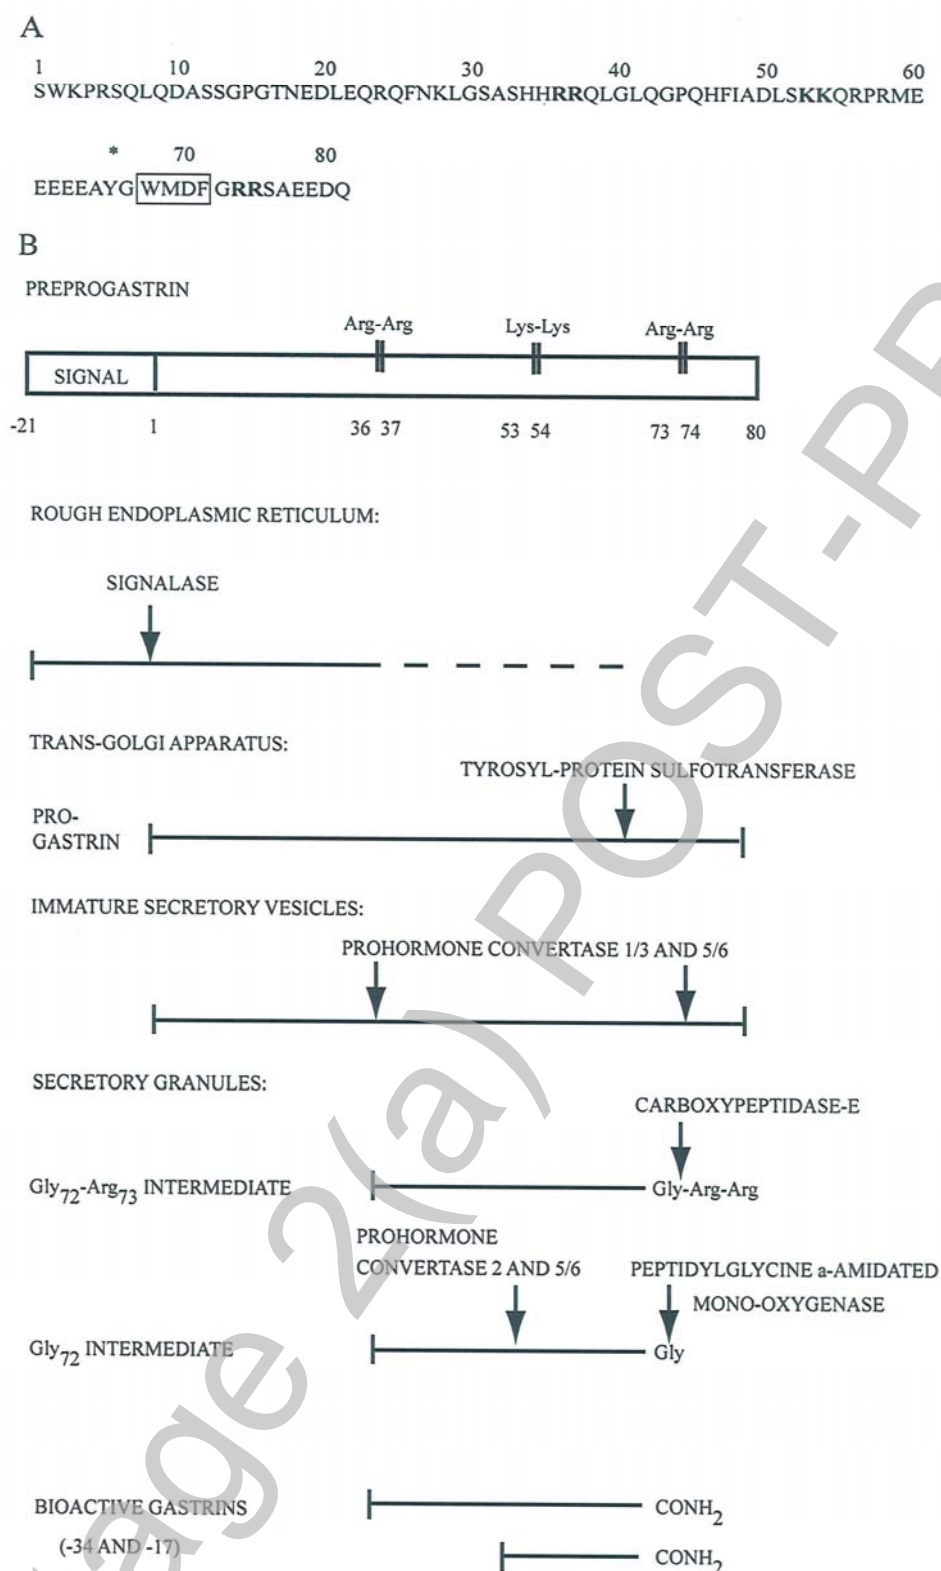 A
1 10 20 30 40 50 60
SWKPRSQLQDASSGPGTNEDLEQRQFNKLGSASHHRRQLGLQGPQHFIADLSKKQRPRME
* 70 80
EEEEAYGWMDFGRRSAEEDQ
B
PREPROGASTRIN
Arg-Arg Lys-Lys Arg-Arg
SIGNAL
-21 1 36 37 53 54 73 74 80
ROUGH ENDOPLASMIC RETICULUM:
SIGNALASE
TRANS-GOLGI APPARATUS:
TYROSYL-PROTEIN SULFOTRANSFERASE
PRO-
GASTRIN
IMMATURE SECRETORY VESICLES:
PROHORMONE CONVERTASE 1/3 AND 5/6
SECRETORY GRANULES:
CARBOXYPEPTIDASE-E
Gly72-Arg73 INTERMEDIATE Gly-Arg-Arg
PROHORMONE
CONVERTASE 2 AND 5/6 PEPTIDYLGLYCINE a-AMIDATED
MONO-OXYGENASE
Gly72 INTERMEDIATE Gly
BIOACTIVE GASTRINS CONH2
(-34 AND -17) CONH2
age 2(a) POST-PR